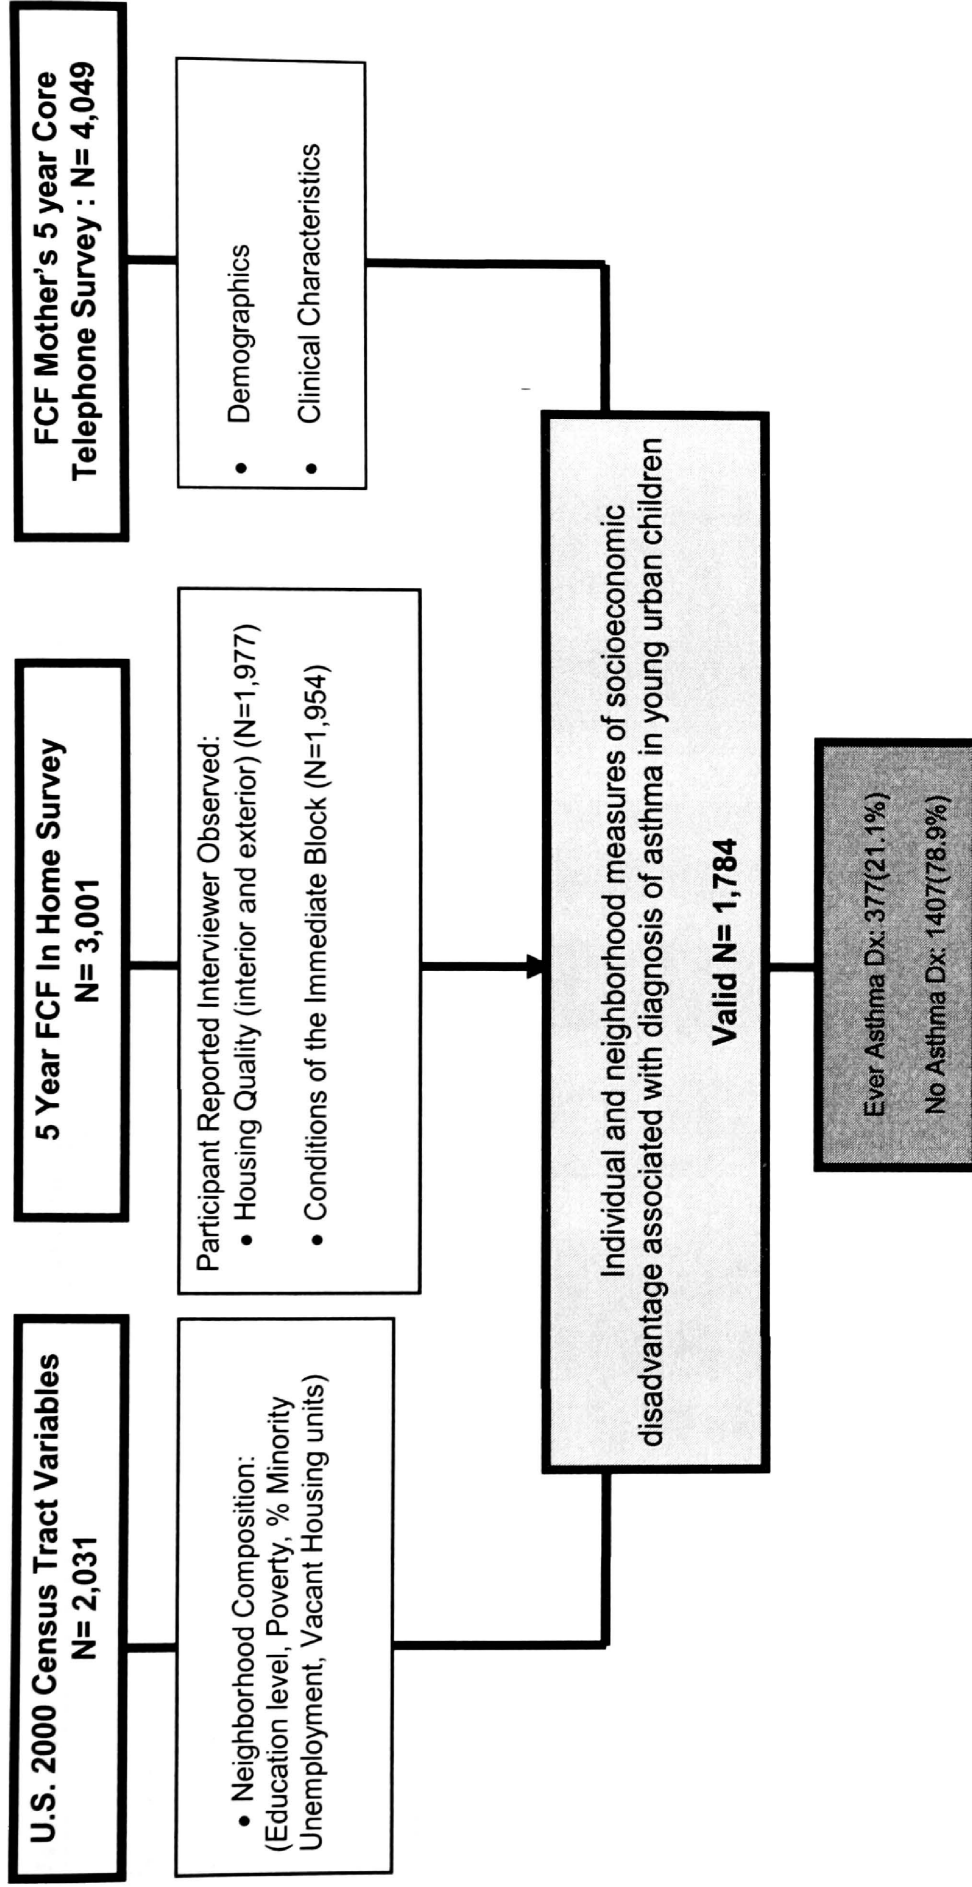 U.S. 2000 Census Tract Variables
N= 2,031
• Neighborhood Composition:
(Education level, Poverty, % Minority
Unemployment, Vacant Housing units)
5 Year FCF In Home Survey
N= 3,001
Participant Reported Interviewer Observed:
• Housing Quality (interior and exterior) (N=1,977)
• Conditions of the Immediate Block (N=1,954)
FCF Mother's 5 year Core
Telephone Survey : N= 4,049
• Demographics
• Clinical Characteristics
Individual and neighborhood measures of socioeconomic
disadvantage associated with diagnosis of asthma in young urban children
Valid N= 1,784
Ever Asthma Dx: 377(21.1%)
No Asthma Dx: 1407(78.9%)